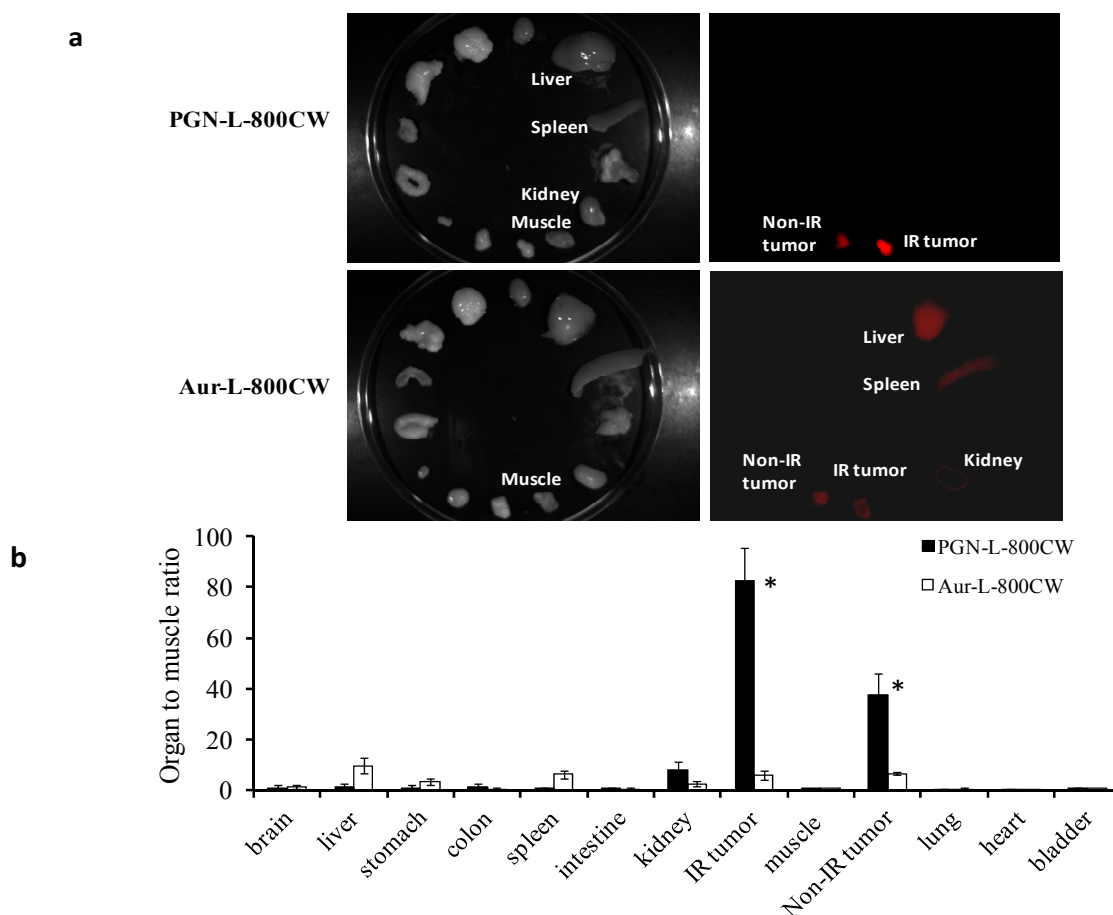 a
PGN-L-800CW
Liver
Spleen
Kidney
Muscle
Non-IR
tumor
IR tumor
Aur-L-800CW
Muscle
Liver
Spleen
Kidney
Non-IR
tumor
IR tumor
b
Organ to muscle ratio
100
80
60
40
20
0
*
*
PGN-L-800CW
Aur-L-800CW
brain
liver
stomach
colon
spleen
intestine
kidney
IR tumor
muscle
Non-IR tumor
lung
heart
bladder